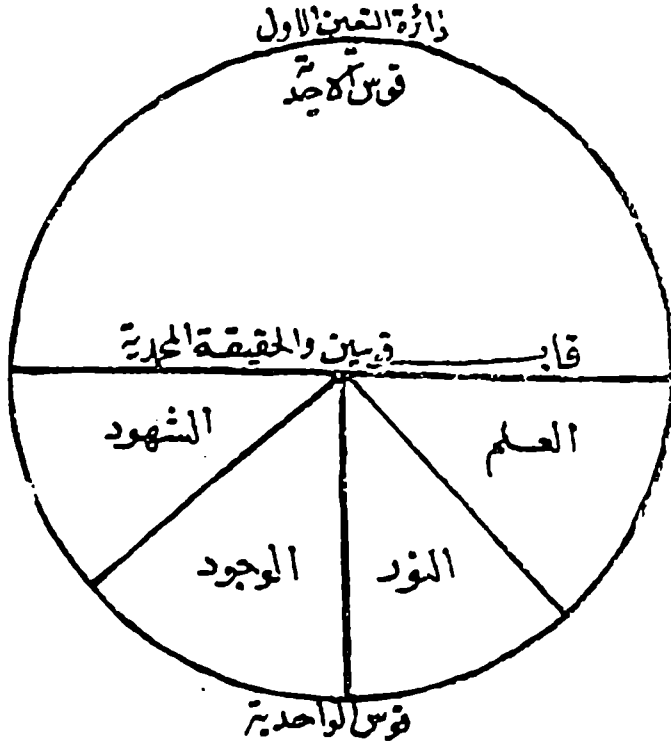 دائرة التعين الاول
قوس الاحدية
قاب قوسين والحقيقة المحمدية
العلم
النور
الوجود
الشهود
قوس الواحدية